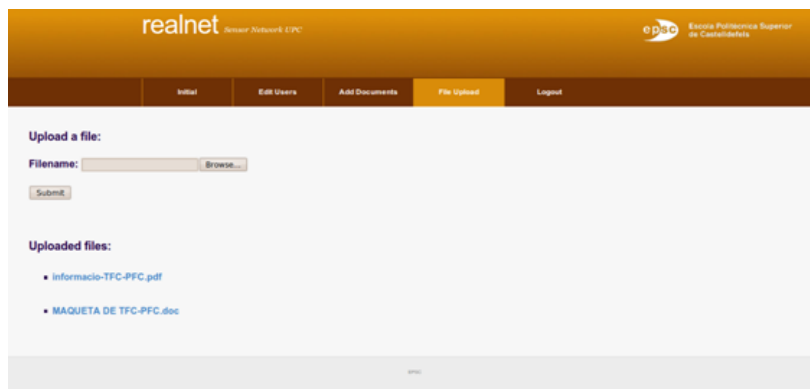 realnet Sensor Network UPC
epsc Escola Politècnica Superior
de Castelldefels
Initial Edit Users Add Documents File Upload Logout
Upload a file:
Filename: Browse...
Submit
Uploaded files:
informacio-TFC-PFC.pdf
MAQUETA DE TFC-PFC.doc
EPSC